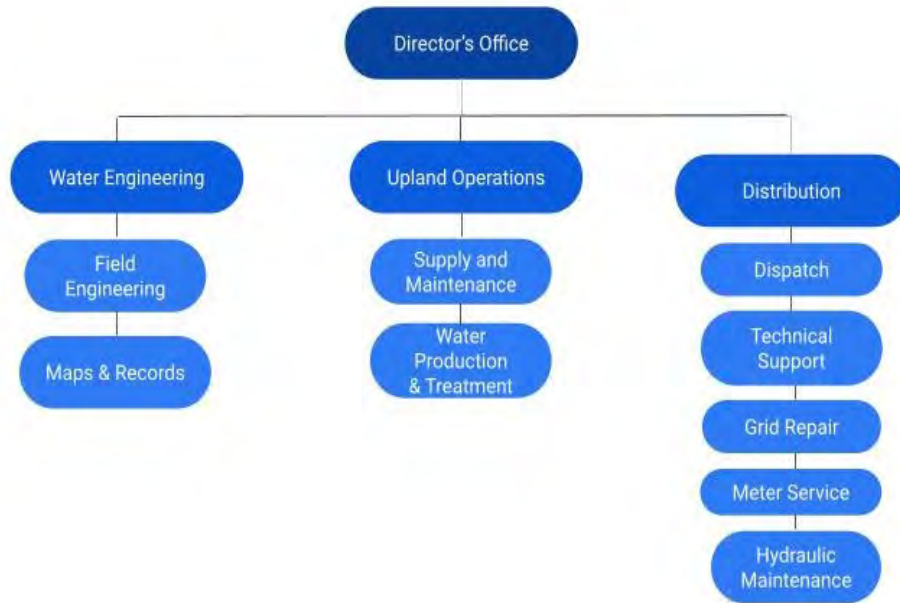 Director's Office
Water Engineering
Field
Engineering
Maps & Records
Upland Operations
Supply and
Maintenance
Water
Production
& Treatment
Distribution
Dispatch
Technical
Support
Grid Repair
Meter Service
Hydraulic
Maintenance